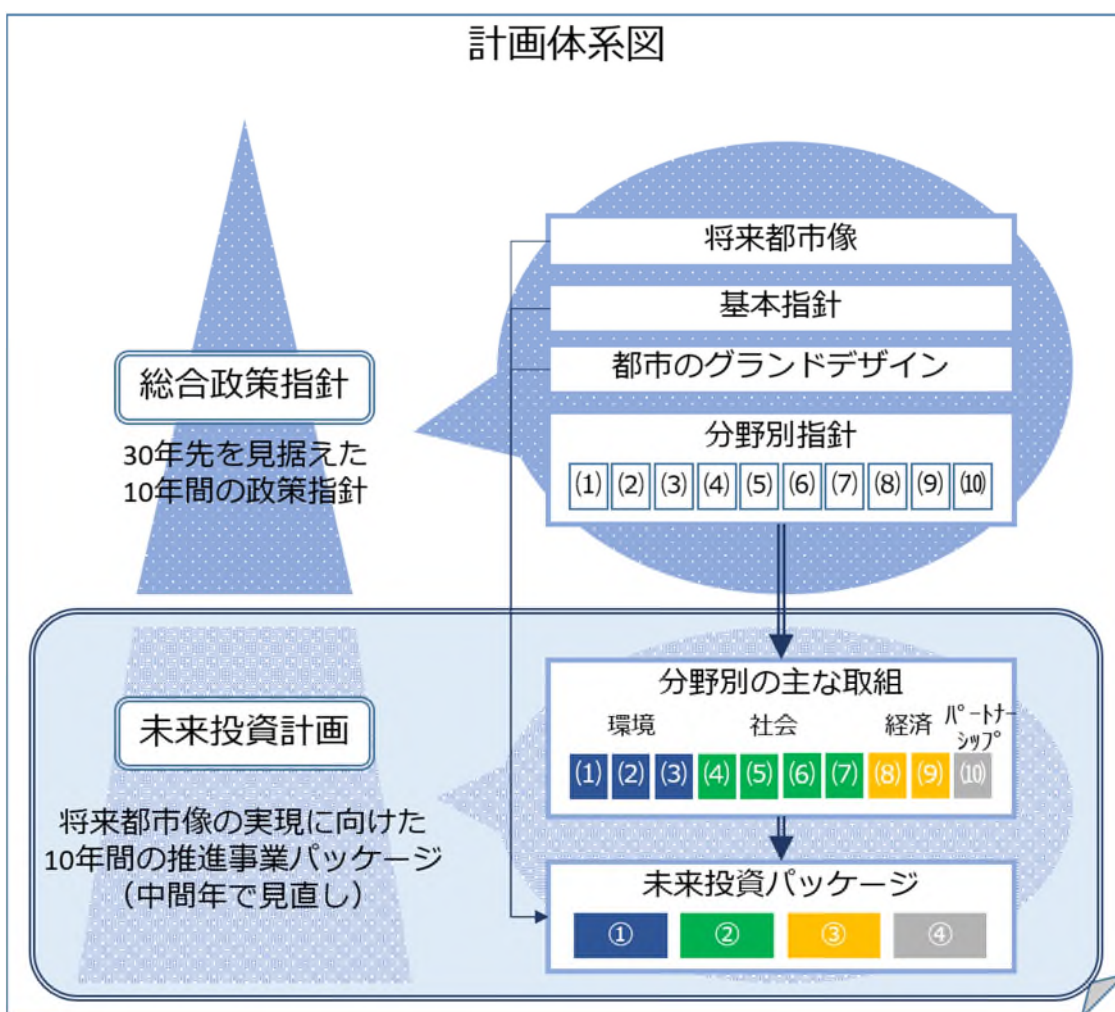 計画体系図
将来都市像
基本指針
都市のグランドデザイン
総合政策指針
30年先を見据えた
10年間の政策指針
分野別指針
(1) (2) (3) (4) (5) (6) (7) (8) (9) (10)
分野別の主な取組
環境 社会 経済 パートナー
シップ
(1) (2) (3) (4) (5) (6) (7) (8) (9) (10)
未来投資計画
将来都市像の実現に向けた
10年間の推進事業パッケージ
（中間年で見直し）
未来投資パッケージ
① ② ③ ④